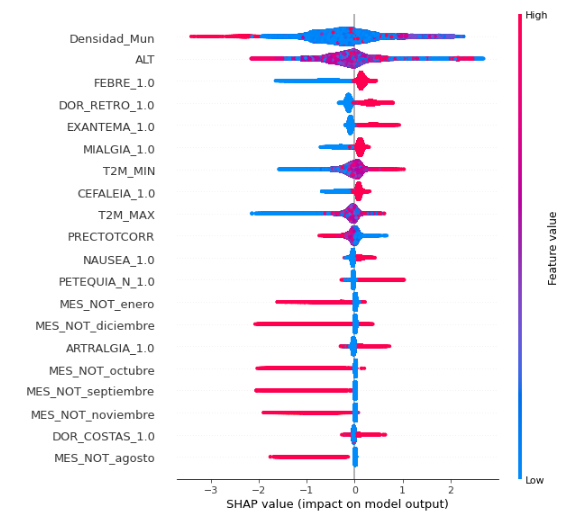 High
Densidad_Mun
ALT
FEBRE_1.0
DOR_RETRO_1.0
EXANTEMA_1.0
MIALGIA_1.0
T2M_MIN
CEFALEIA_1.0
T2M_MAX
PRECTOTCORR
NAUSEA_1.0
PETEQUIA_N_1.0
MES_NOT_enero
MES_NOT_diciembre
ARTRALGIA_1.0
MES_NOT_octubre
MES_NOT_septiembre
MES_NOT_noviembre
DOR_COSTAS_1.0
MES_NOT_agosto
Feature value
Low
−3 −2 −1 0 1 2
SHAP value (impact on model output)